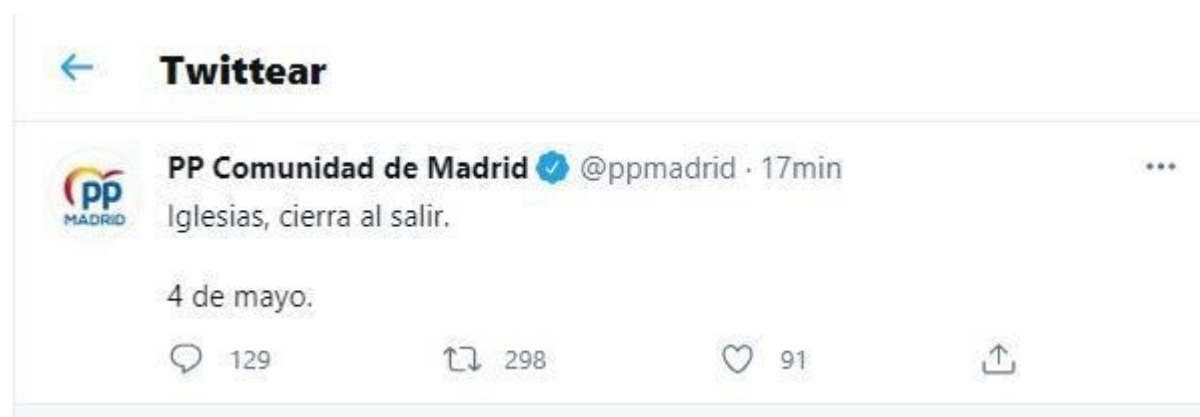 Twittear
PP Comunidad de Madrid @ppmadrid · 17min
pp
MADRID
Iglesias, cierra al salir.
4 de mayo.
129 298 91